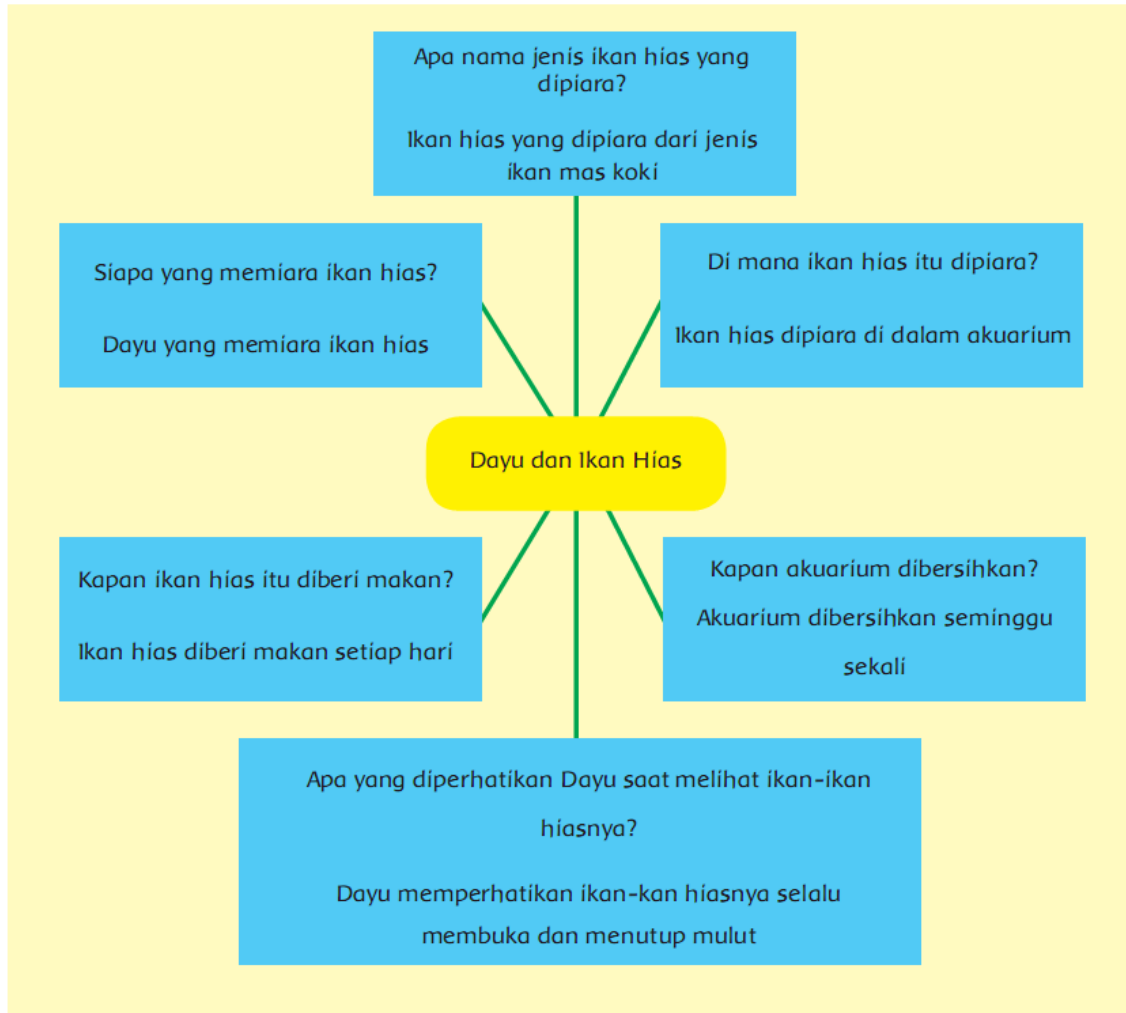 Apa nama jenis ikan hias yang
dipiara?
Ikan hias yang dipiara dari jenis
ikan mas koki
Siapa yang memiara ikan hias?
Dayu yang memiara ikan hias
Di mana ikan hias itu dipiara?
Ikan hias dipiara di dalam akuarium
Dayu dan Ikan Hias
Kapan ikan hias itu diberi makan?
Ikan hias diberi makan setiap hari
Kapan akuarium dibersihkan?
Akuarium dibersihkan seminggu
sekali
Apa yang diperhatikan Dayu saat melihat ikan-ikan
hiasnya?
Dayu memperhatikan ikan-kan hiasnya selalu
membuka dan menutup mulut